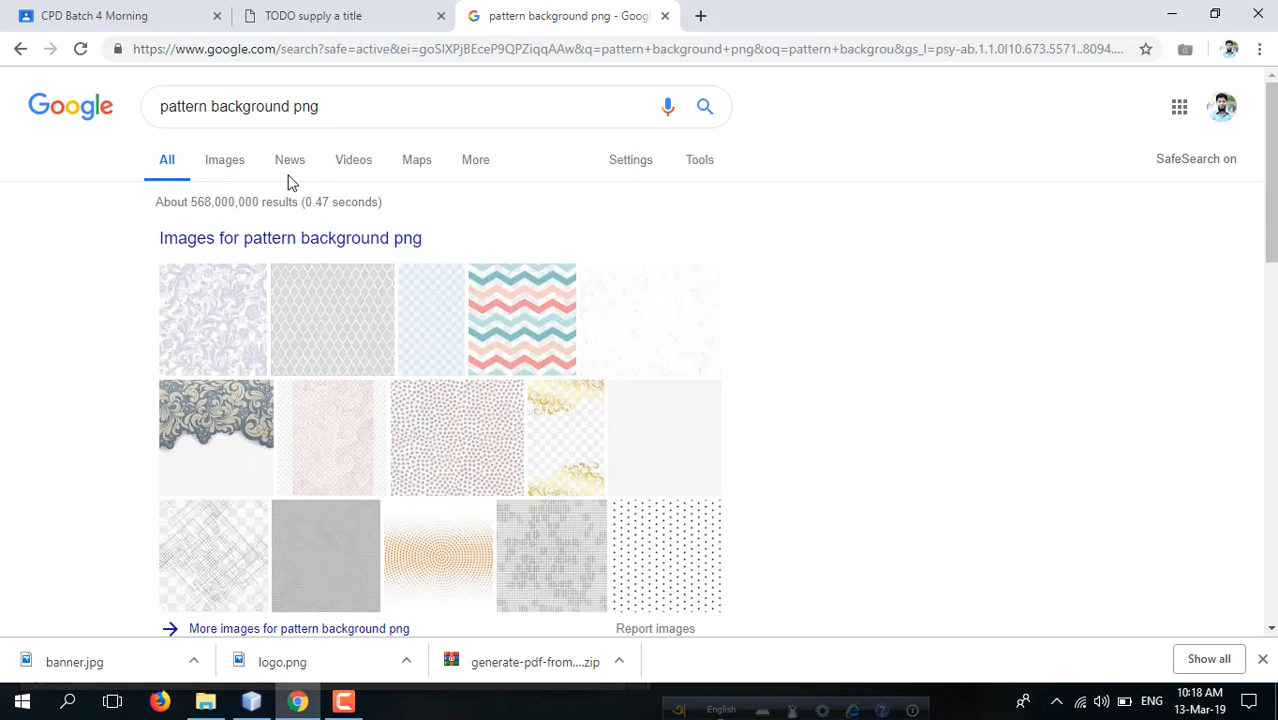 CPD Batch 4 Morning
TODO supply a title
pattern background png - Googl
https://www.google.com/search?safe=active&ei=goSIXPjBEceP9QPZiqqAAw&q=pattern+background+png&oq=pattern+backgrou&gs_l=psy-ab.1.1.0l10.673.5571..8094....
Google
pattern background png
All Images News Videos Maps More Settings Tools
SafeSearch on
About 568,000,000 results (0.47 seconds)
Images for pattern background png
More images for pattern background png
Report images
banner.jpg
logo.png
generate-pdf-from....zip
Show all
English
ENG
10:18 AM
13-Mar-19